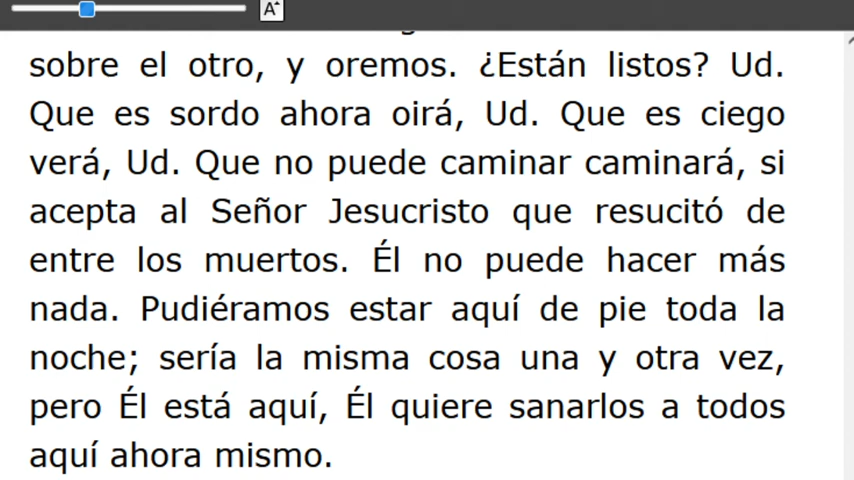 A
sobre el otro, y oremos. ¿Están listos? Ud.
Que es sordo ahora oirá, Ud. Que es ciego
verá, Ud. Que no puede caminar caminará, si
acepta al Señor Jesucristo que resucitó de
entre los muertos. Él no puede hacer más
nada. Pudiéramos estar aquí de pie toda la
noche; sería la misma cosa una y otra vez,
pero Él está aquí, Él quiere sanarlos a todos
aquí ahora mismo.